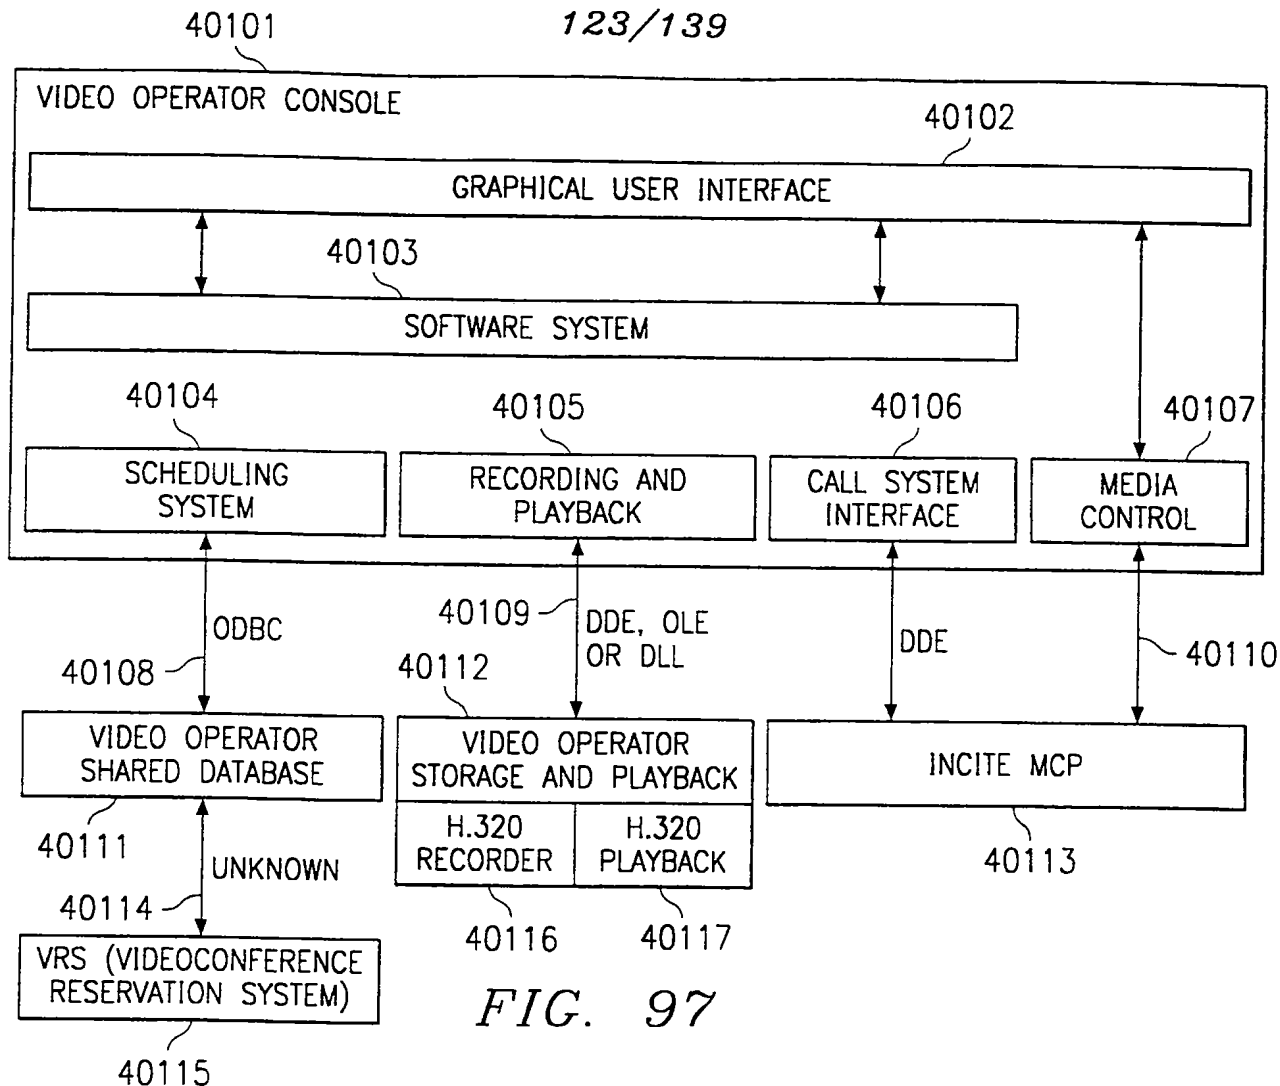 123/139
40101
VIDEO OPERATOR CONSOLE
40102
GRAPHICAL USER INTERFACE
40103
SOFTWARE SYSTEM
40104
SCHEDULING
SYSTEM
40105
RECORDING AND
PLAYBACK
40106
CALL SYSTEM
INTERFACE
40107
MEDIA
CONTROL
ODBC
40108
40109
DDE, OLE
OR DLL
DDE
40110
VIDEO OPERATOR
SHARED DATABASE
40111
40112
VIDEO OPERATOR
STORAGE AND PLAYBACK
H.320
RECORDER
H.320
PLAYBACK
40116
40117
INCITE MCP
40113
UNKNOWN
40114
VRS (VIDEOCONFERENCE
RESERVATION SYSTEM)
40115
FIG. 97